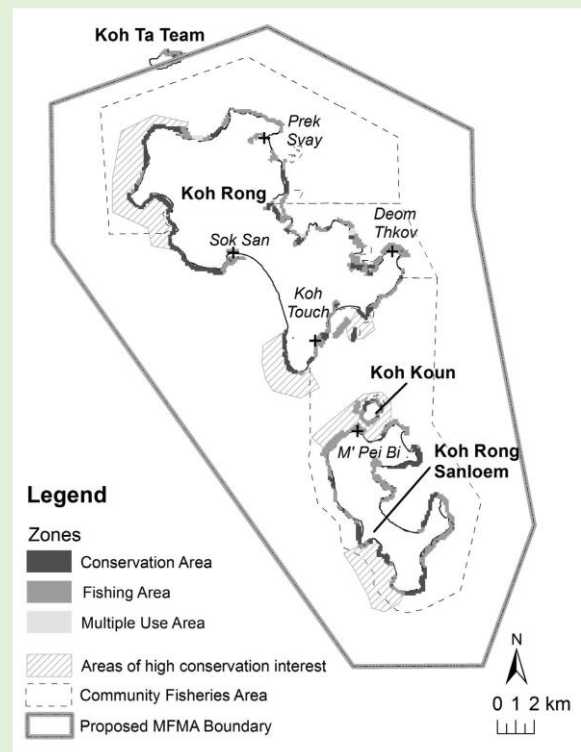 Koh Ta Team
Prek
Svay
Koh Rong
Deom
Thkov
Sok San
Koh
Touch
Koh Koun
M' Pei Bi
Koh Rong
Sanloem
Legend
Zones
Conservation Area
Fishing Area
Multiple Use Area
Areas of high conservation interest
Community Fisheries Area
Proposed MFMA Boundary
N
0 1 2 km